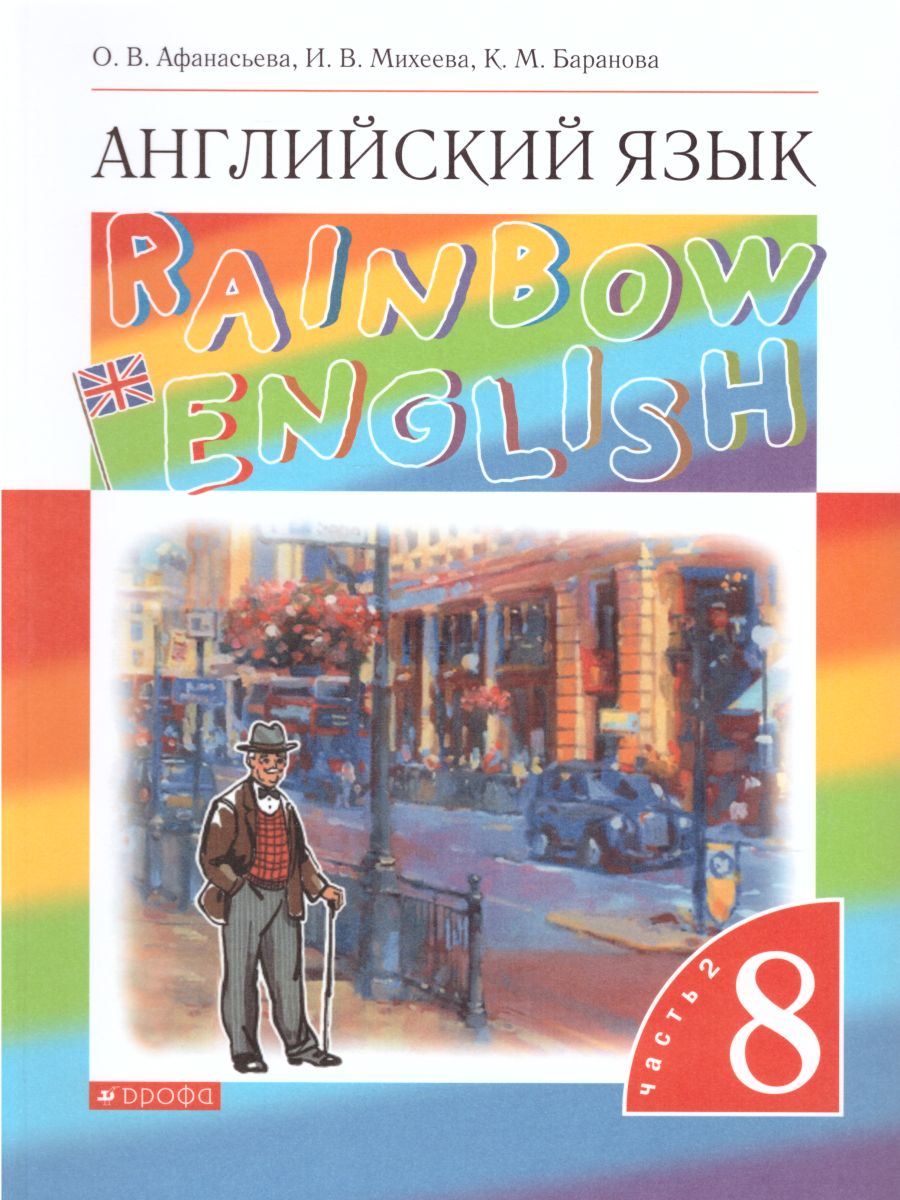 О. В. Афанасьева, И. В. Михеева, К. М. Баранова
АНГЛИЙСКИЙ ЯЗЫК
RAINBOW
ENGLISH
часть 2
8
ДРОФА